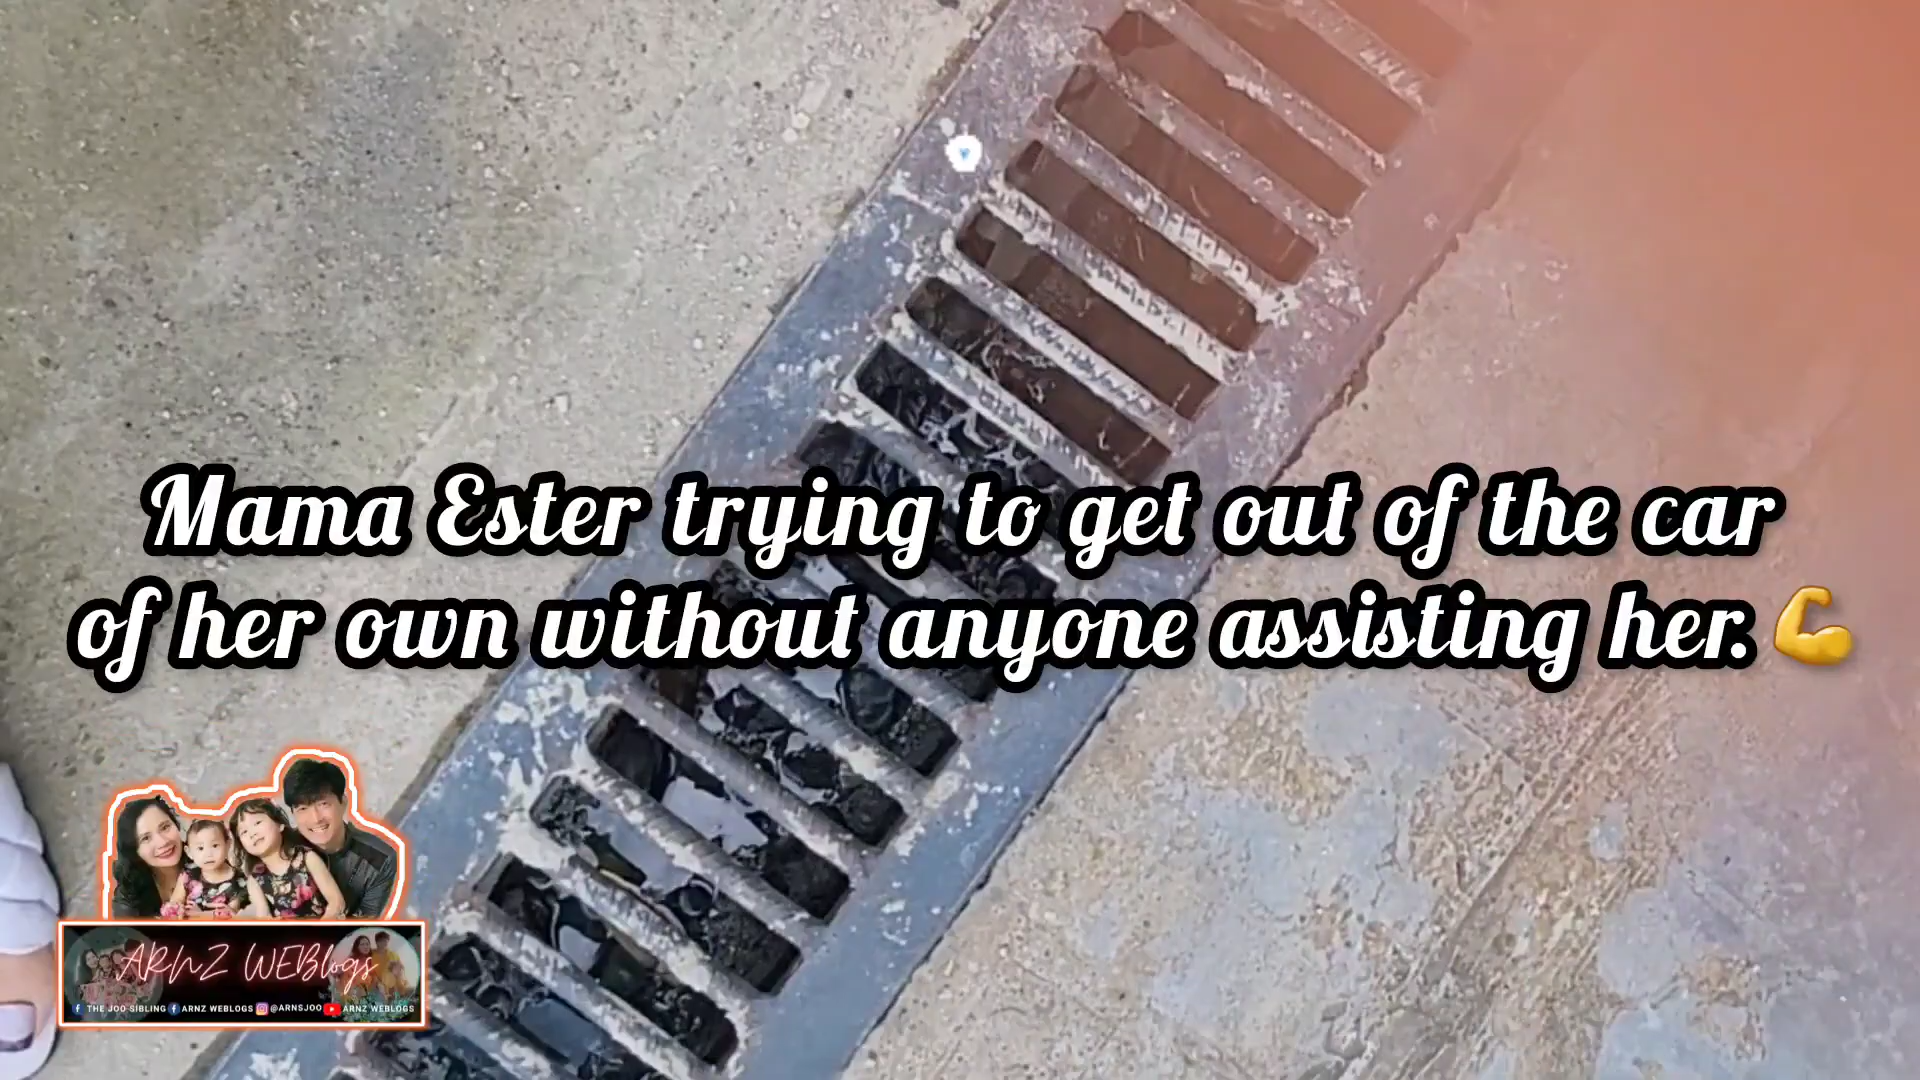 Mama Ester trying to get out of the car
of her own without anyone assisting her.💪
ARNZ WEBlogs
THE JOO SIBLING ARNZ WEBLOGS @ARNSJOO ARNZ WEBLOGS